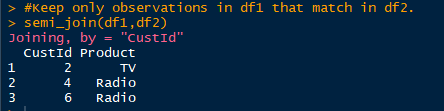 > #Keep only observations in df1 that match in df2.
> semi_join(df1,df2)
Joining, by = "CustId"
  CustId Product
1      2      TV
2      4   Radio
3      6   Radio
>